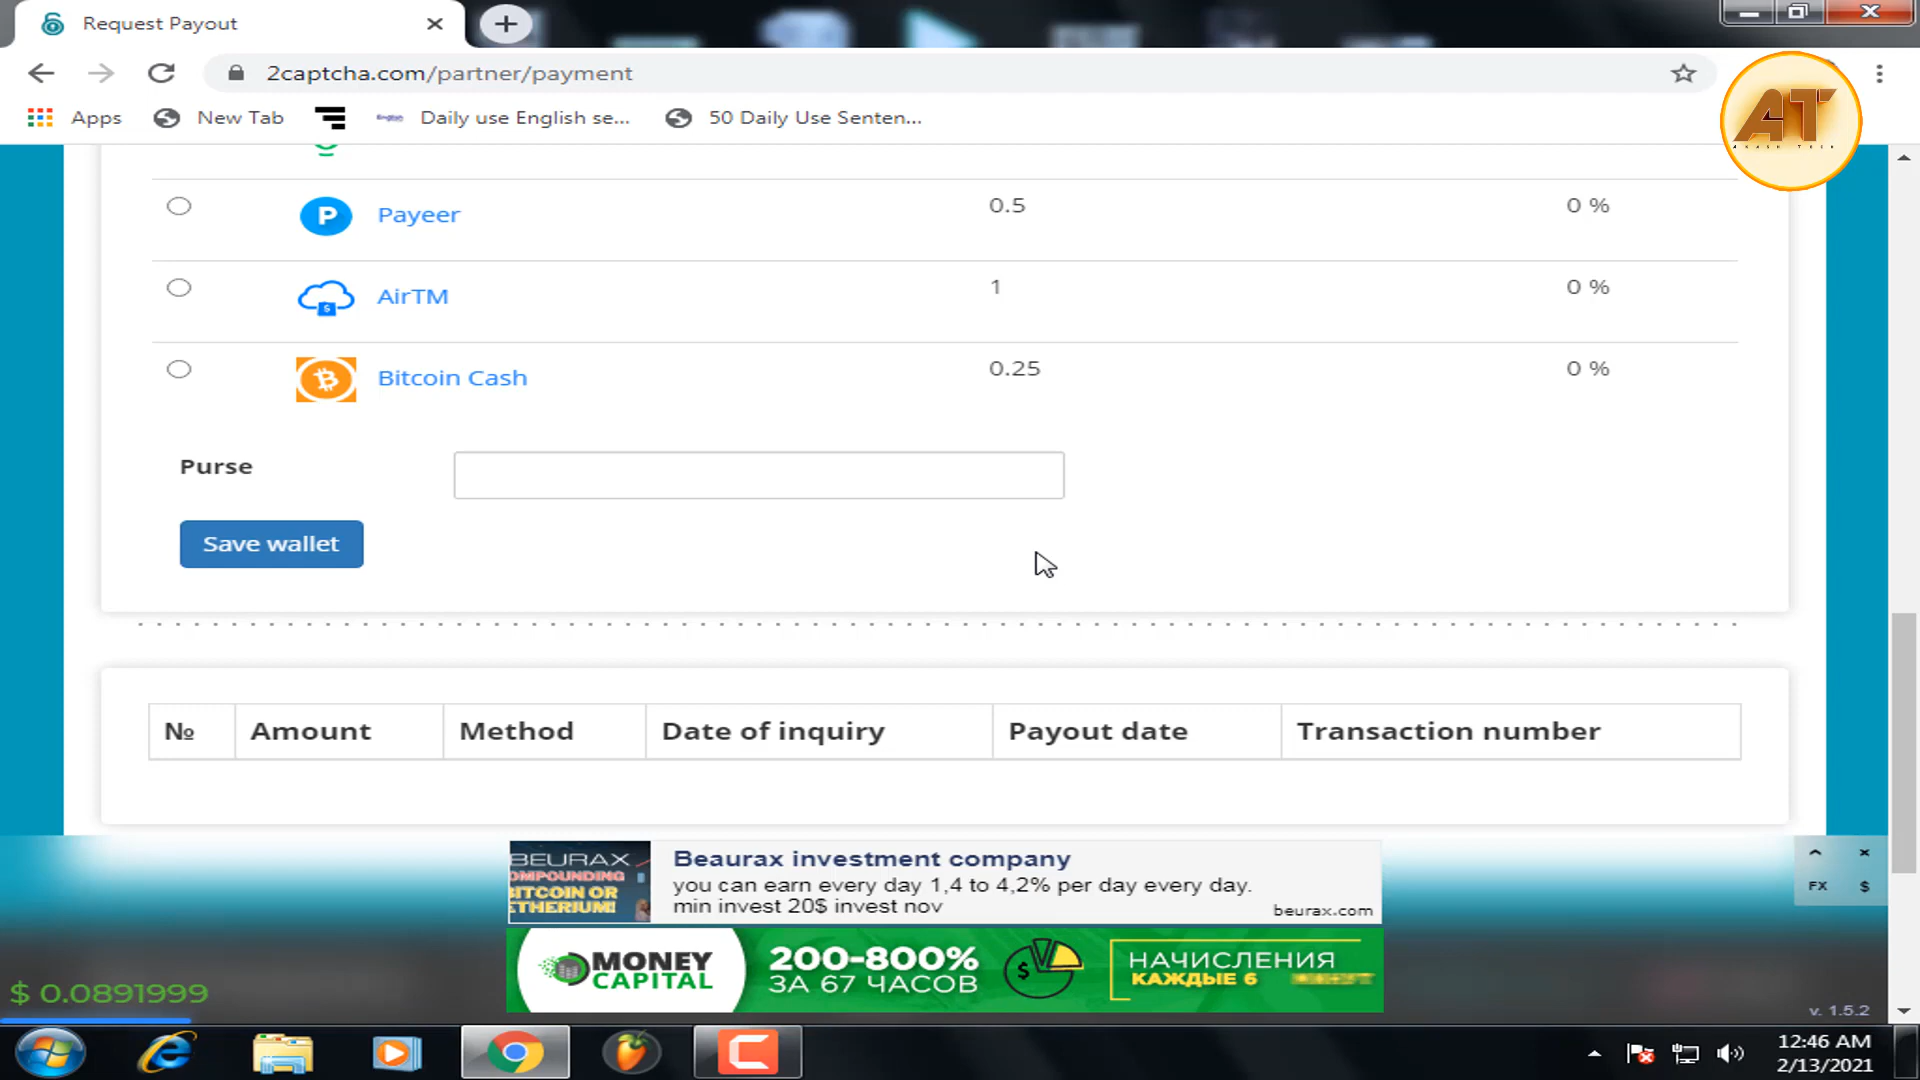 Request Payout
2captcha.com/partner/payment
Apps New Tab Daily use English se... 50 Daily Use Senten...
AT
Payeer 0.5 0 %
AirTM 1 0 %
Bitcoin Cash 0.25 0 %
Purse
Save wallet
№ Amount Method Date of inquiry Payout date Transaction number
BEURAX
COMPOUNDING
BITCOIN OR
ETHERIUM!
Beaurax investment company
you can earn every day 1,4 to 4,2% per day every day.
min invest 20$ invest nov
beurax.com
FX $
MONEY
CAPITAL
200-800%
ЗА 67 ЧАСОВ
НАЧИСЛЕНИЯ
КАЖДЫЕ 6
$ 0.0891999
v. 1.5.2
12:46 AM
2/13/2021